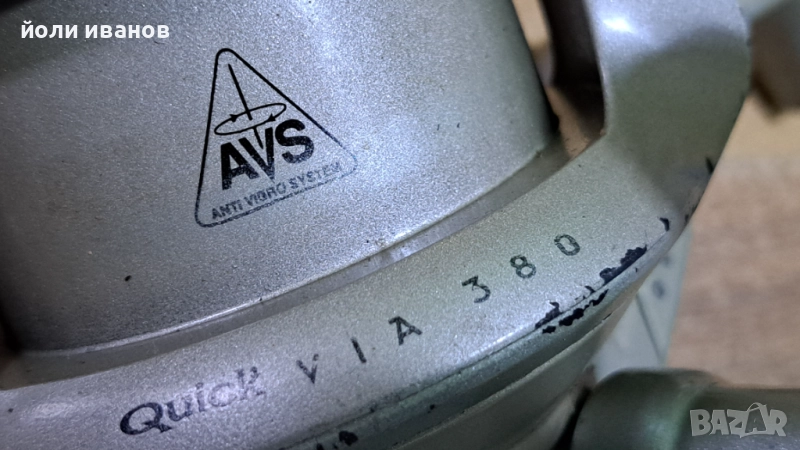 йоли иванов
AVS
ANTI VIBRO SYSTEM
Quick VIA 380
BAZAR